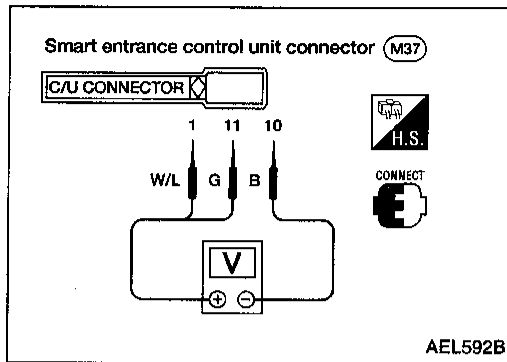 Smart entrance control unit connector M37
C/U CONNECTOR
1 11 10
H.S.
W/L G B
CONNECT
V
AEL592B